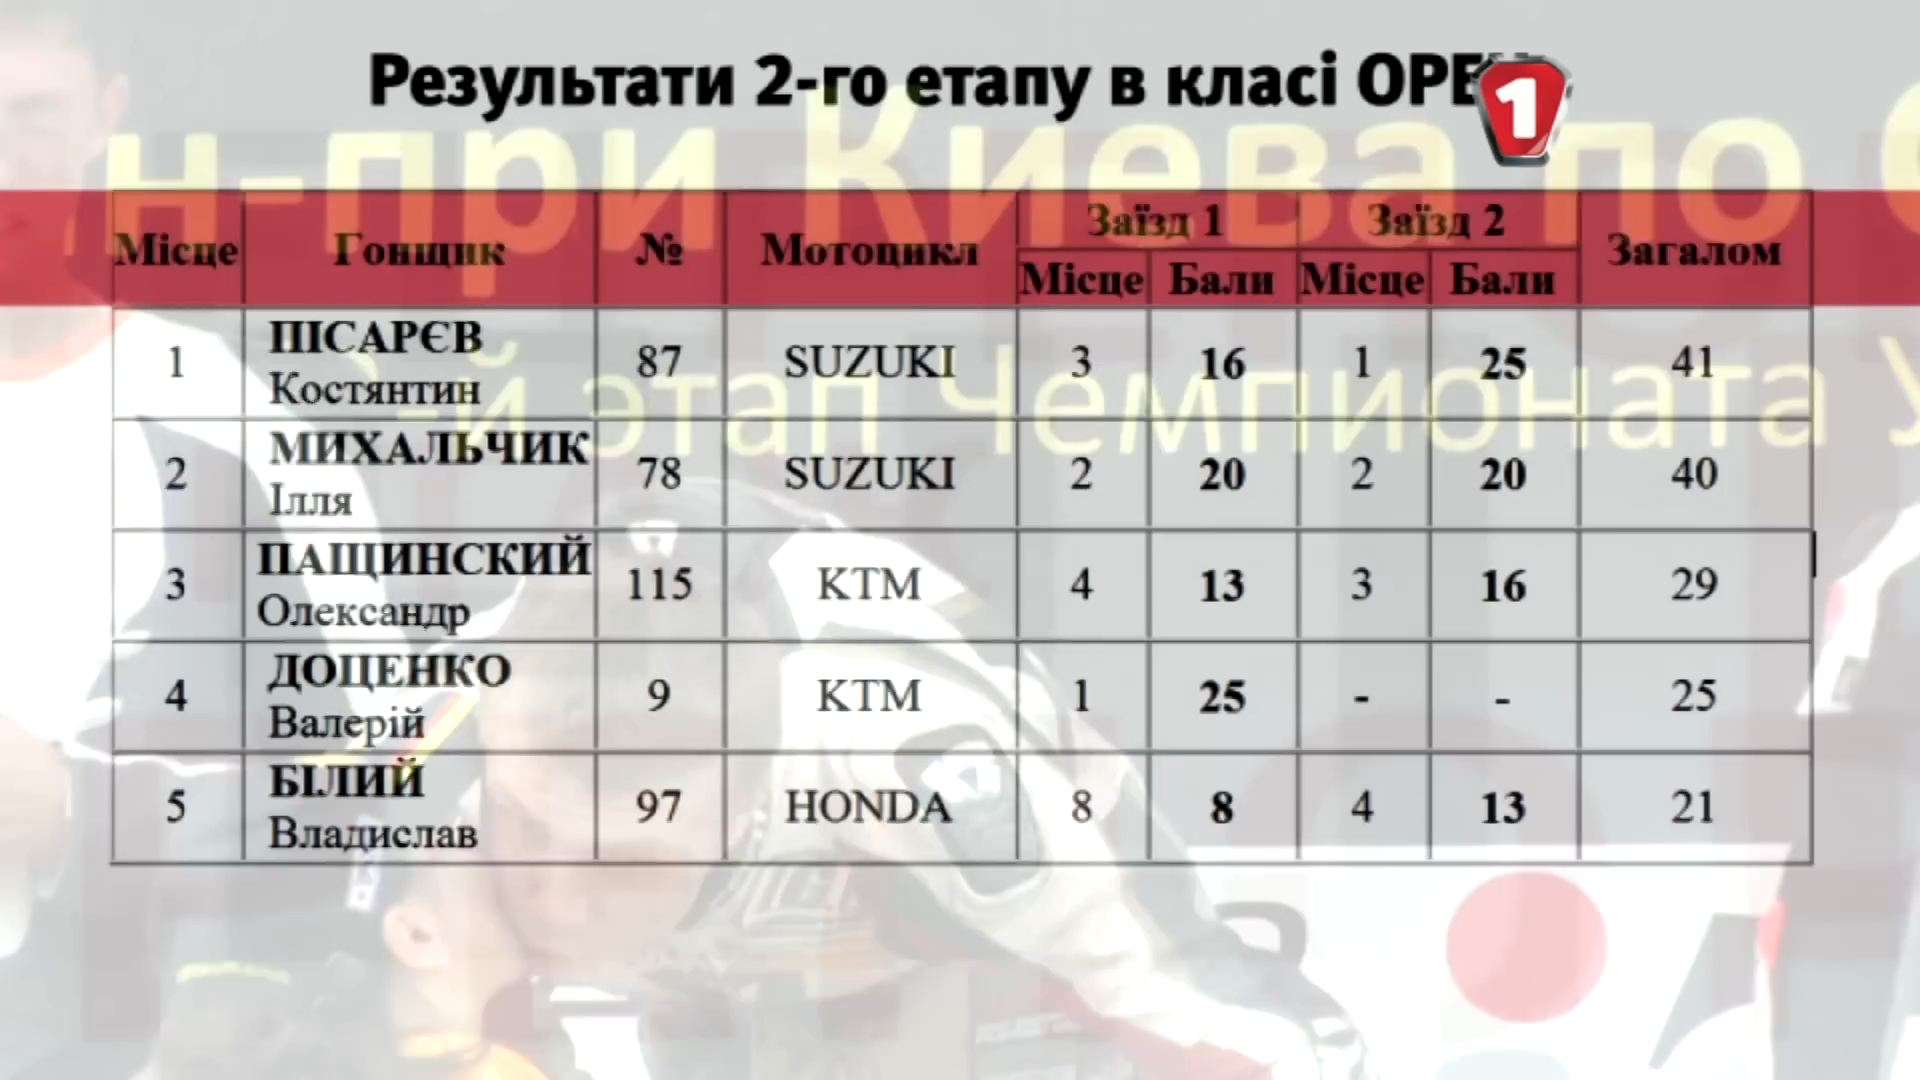 Результати 2-го етапу в класі OPE
1
н-при Киева по
-й этап Чемпионата У
Місце Гонщик № Мотоцикл Заїзд 1 Заїзд 2 Загалом
Місце Бали Місце Бали
1 ПІСАРЄВ Костянтин 87 SUZUKI 3 16 1 25 41
2 МИХАЛЬЧИК Ілля 78 SUZUKI 2 20 2 20 40
3 ПАЩИНСКИЙ Олександр 115 KTM 4 13 3 16 29
4 ДОЦЕНКО Валерій 9 KTM 1 25 - - 25
5 БІЛИЙ Владислав 97 HONDA 8 8 4 13 21